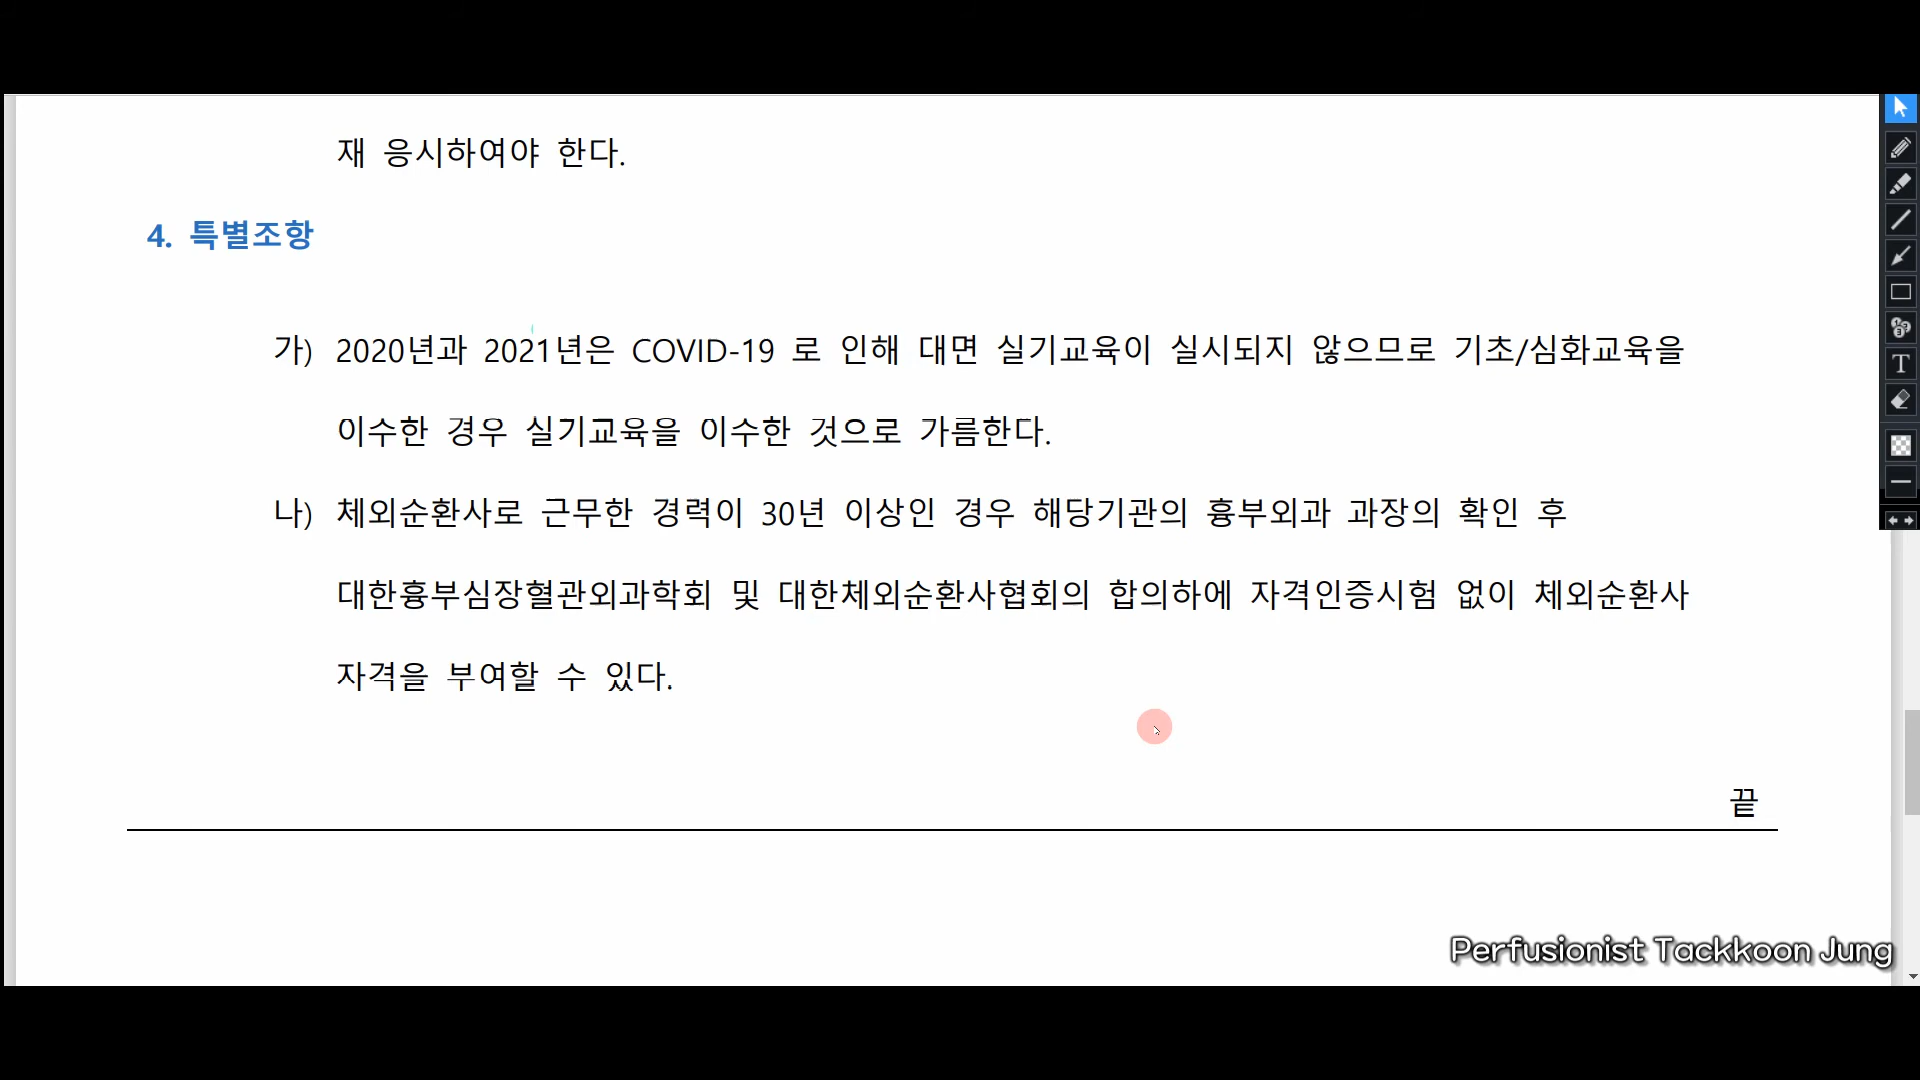 재 응시하여야 한다.
4. 특별조항
가) 2020년과 2021년은 COVID-19 로 인해 대면 실기교육이 실시되지 않으므로 기초/심화교육을
이수한 경우 실기교육을 이수한 것으로 가름한다.
나) 체외순환사로 근무한 경력이 30년 이상인 경우 해당기관의 흉부외과 과장의 확인 후
대한흉부심장혈관외과학회 및 대한체외순환사협회의 합의하에 자격인증시험 없이 체외순환사
자격을 부여할 수 있다.
끝
Perfusionist Tackkoon Jung